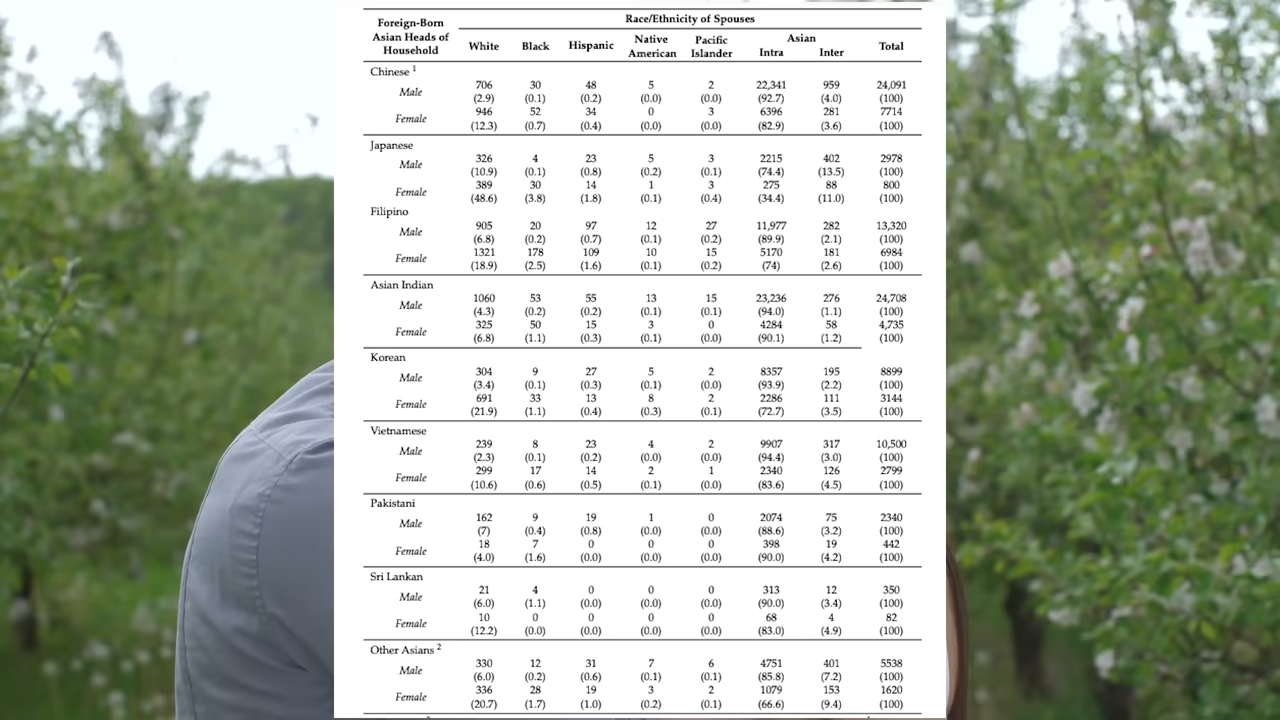 Foreign-Born Asian Heads of Household Race/Ethnicity of Spouses
White Black Hispanic Native American Pacific Islander Asian Intra Inter Total
Chinese 1
Male 706 30 48 5 2 22,341 959 24,091
(2.9) (0.1) (0.2) (0.0) (0.0) (92.7) (4.0) (100)
Female 946 52 34 0 3 6396 281 7714
(12.3) (0.7) (0.4) (0.0) (0.0) (82.9) (3.6) (100)
Japanese
Male 326 4 23 5 3 2215 402 2978
(10.9) (0.1) (0.8) (0.2) (0.1) (74.4) (13.5) (100)
Female 389 30 14 1 3 275 88 800
(48.6) (3.8) (1.8) (0.1) (0.4) (34.4) (11.0) (100)
Filipino
Male 905 20 97 12 27 11,977 282 13,320
(6.8) (0.2) (0.7) (0.1) (0.2) (89.9) (2.1) (100)
Female 1321 178 109 10 15 5170 181 6984
(18.9) (2.5) (1.6) (0.1) (0.2) (74) (2.6) (100)
Asian Indian
Male 1060 53 55 13 15 23,236 276 24,708
(4.3) (0.2) (0.2) (0.1) (0.1) (94.0) (1.1) (100)
Female 325 50 15 3 0 4284 58 4,735
(6.8) (1.1) (0.3) (0.1) (0.0) (90.1) (1.2) (100)
Korean
Male 304 9 27 5 2 8357 195 8899
(3.4) (0.1) (0.3) (0.1) (0.0) (93.9) (2.2) (100)
Female 691 33 13 8 2 2286 111 3144
(21.9) (1.1) (0.4) (0.3) (0.1) (72.7) (3.5) (100)
Vietnamese
Male 239 8 23 4 2 9907 317 10,500
(2.3) (0.1) (0.2) (0.0) (0.0) (94.4) (3.0) (100)
Female 299 17 14 2 1 2340 126 2799
(10.6) (0.6) (0.5) (0.1) (0.0) (83.6) (4.5) (100)
Pakistani
Male 162 9 19 1 0 2074 75 2340
(7) (0.4) (0.8) (0.0) (0.0) (88.6) (3.2) (100)
Female 18 7 0 0 0 398 19 442
(4.0) (1.6) (0.0) (0.0) (0.0) (90.0) (4.2) (100)
Sri Lankan
Male 21 4 0 0 0 313 12 350
(6.0) (1.1) (0.0) (0.0) (0.0) (90.0) (3.4) (100)
Female 10 0 0 0 0 68 4 82
(12.2) (0.0) (0.0) (0.0) (0.0) (83.0) (4.9) (100)
Other Asians 2
Male 330 12 31 7 6 4751 401 5538
(6.0) (0.2) (0.6) (0.1) (0.1) (85.8) (7.2) (100)
Female 336 28 19 3 2 1079 153 1620
(20.7) (1.7) (1.0) (0.2) (0.1) (66.6) (9.4) (100)